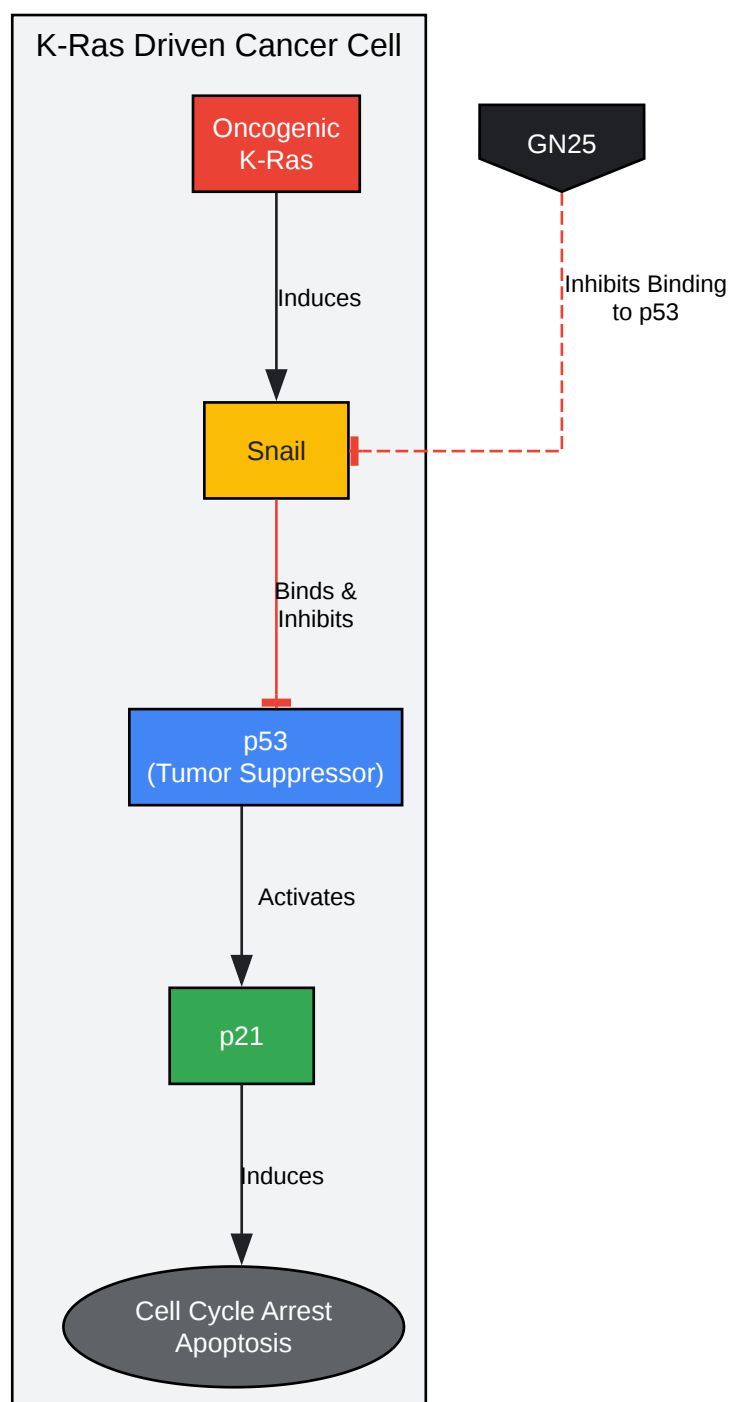 K-Ras Driven Cancer Cell
Oncogenic
K-Ras
GN25
Induces
Inhibits Binding
to p53
Snail
Binds &
Inhibits
p53
(Tumor Suppressor)
Activates
p21
Induces
Cell Cycle Arrest
Apoptosis